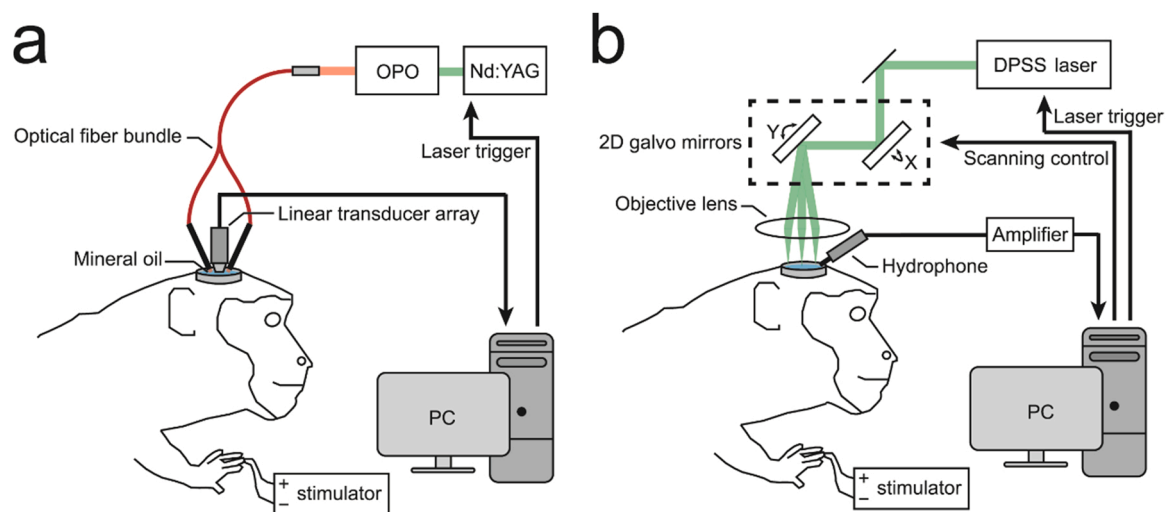 a
OPO
Nd:YAG
Optical fiber bundle
Laser trigger
Linear transducer array
Mineral oil
PC
+
−
stimulator
b
DPSS laser
Y
2D galvo mirrors
X
Laser trigger
Scanning control
Objective lens
Amplifier
Hydrophone
PC
+
−
stimulator